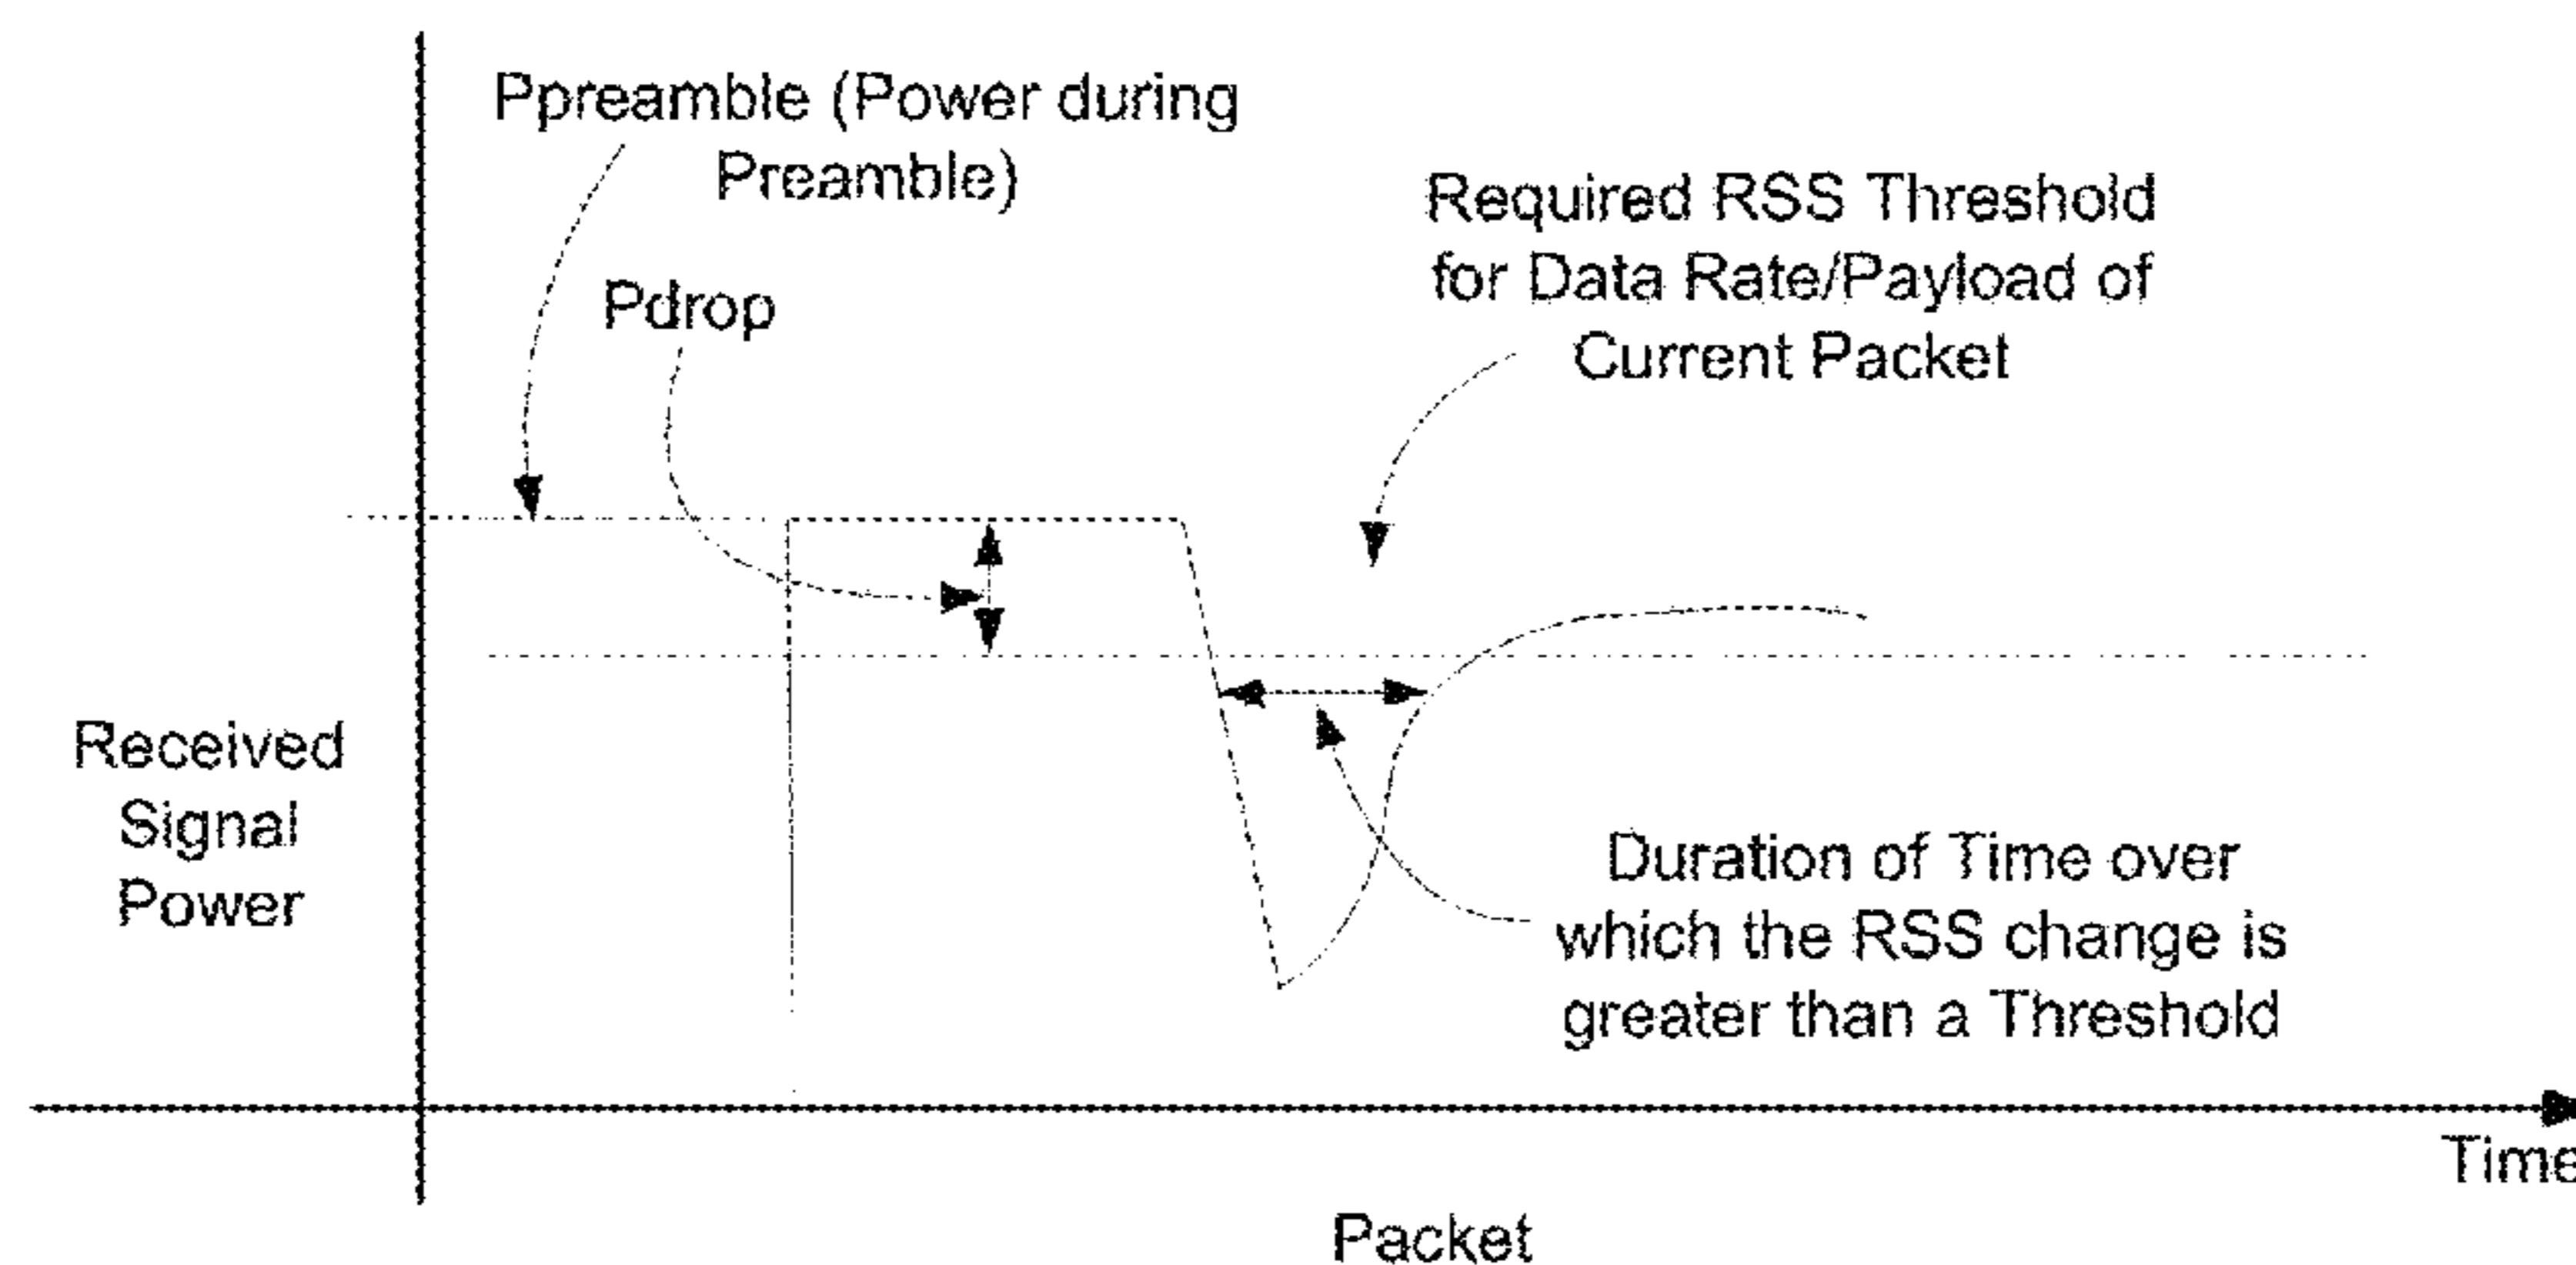 Ppreamble (Power during
Preamble)
Pdrop
Required RSS Threshold
for Data Rate/Payload of
Current Packet
Received
Signal
Power
Duration of Time over
which the RSS change is
greater than a Threshold
Time
Packet